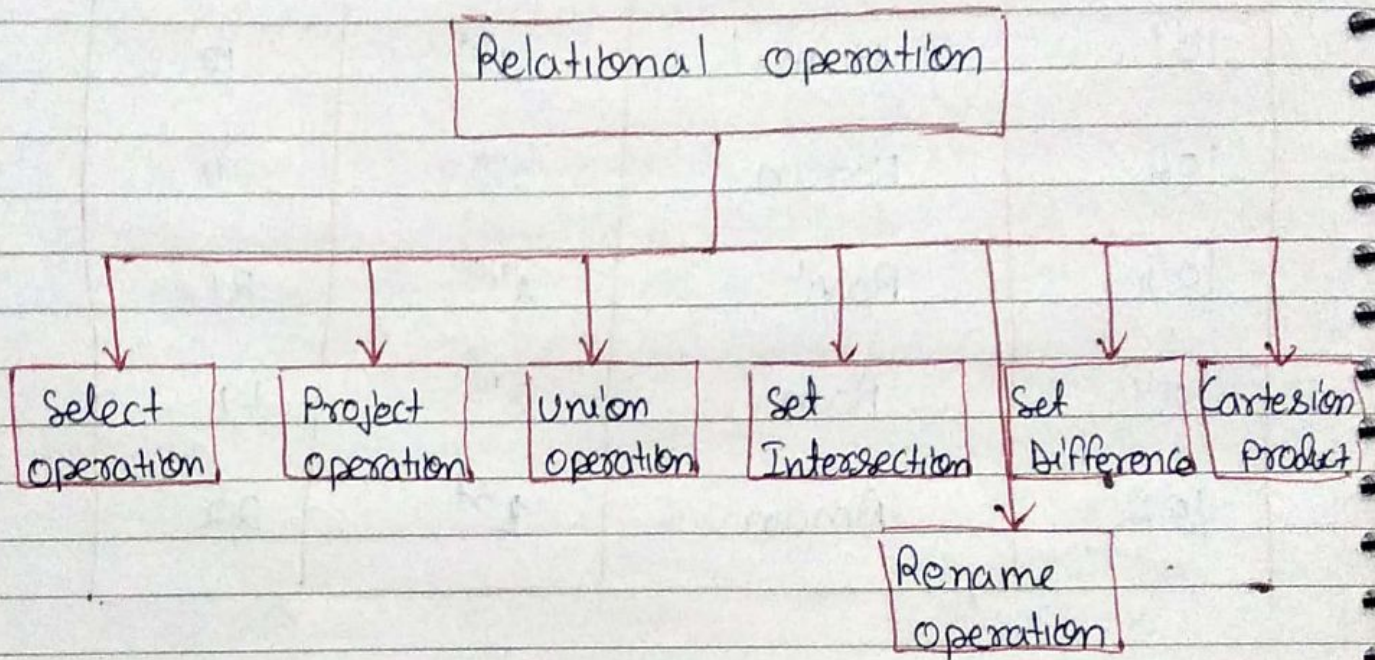 Relational operation
Select
operation
Project
operation
Union
operation
Set
Intersection
Set
Difference
Cartesion
product
Rename
operation